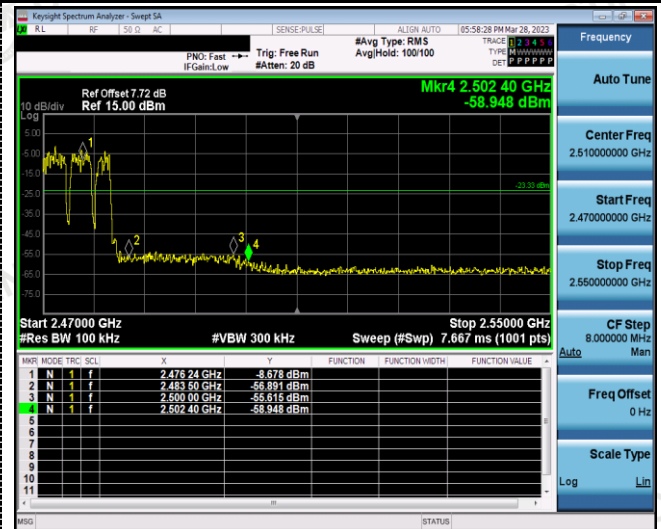 Keysight Spectrum Analyzer - Swept SA
RL RF 50 Ω AC SENSE:PULSE ALIGN AUTO 05:58:28 PM Mar 28, 2023
PNO: Fast Trig: Free Run #Avg Type: RMS TRACE 1 2 3 4 5 6
IFGain:Low #Atten: 20 dB Avg|Hold: 100/100 TYPE M WWWWW
DET P P P P P P
Frequency
Auto Tune
Center Freq
2.510000000 GHz
Start Freq
2.470000000 GHz
Stop Freq
2.550000000 GHz
CF Step
8.000000 MHz
Auto Man
Freq Offset
0 Hz
Scale Type
Log Lin
Mkr4 2.502 40 GHz
-58.948 dBm
Ref Offset 7.72 dB
10 dB/div Ref 15.00 dBm
Log
5.00
-5.00
-15.0
-25.0
-35.0
-45.0
-55.0
-65.0
-75.0
1
2
3
4
-23.33 dBm
Start 2.47000 GHz Stop 2.55000 GHz
#Res BW 100 kHz #VBW 300 kHz Sweep (#Swp) 7.667 ms (1001 pts)
MKR MODE TRC SCL X Y FUNCTION FUNCTION WIDTH FUNCTION VALUE
1 N 1 f 2.476 24 GHz -8.678 dBm
2 N 1 f 2.483 50 GHz -56.891 dBm
3 N 1 f 2.500 00 GHz -55.615 dBm
4 N 1 f 2.502 40 GHz -58.948 dBm
5
6
7
8
9
10
11
MSG STATUS